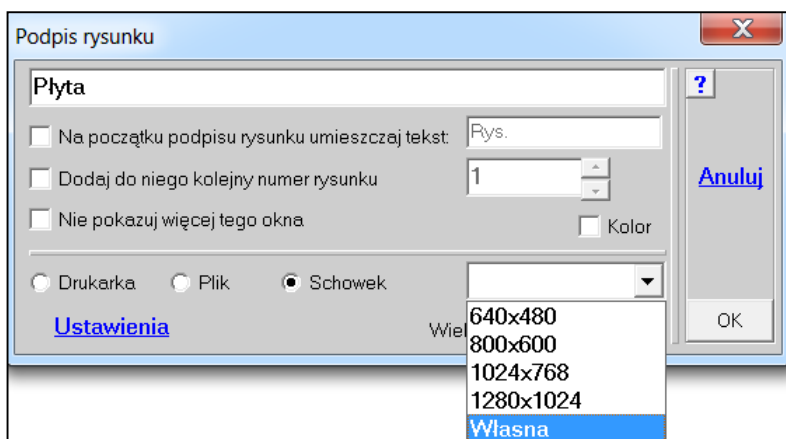 Podpis rysunku
X
Płyta
?
Na początku podpisu rysunku umieszczaj tekst: Rys.
Dodaj do niego kolejny numer rysunku 1
Anuluj
Nie pokazuj więcej tego okna
Kolor
Drukarka Plik Schowek
Ustawienia
OK
640x480
800x600
1024x768
1280x1024
Własna